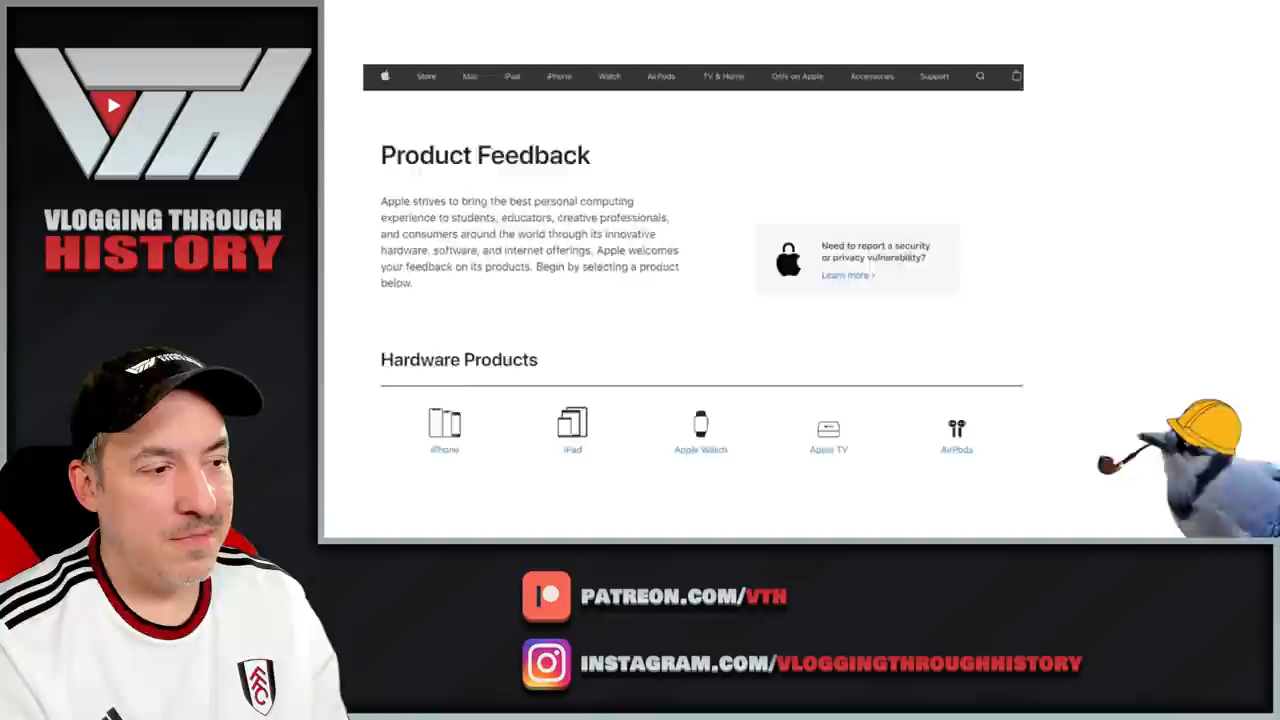 VTH
VLOGGING THROUGH
HISTORY
Store Mac iPad iPhone Watch AirPods TV & Home Only on Apple Accessories Support
Product Feedback
Apple strives to bring the best personal computing
experience to students, educators, creative professionals,
and consumers around the world through its innovative
hardware, software, and internet offerings. Apple welcomes
your feedback on its products. Begin by selecting a product
below.
Need to report a security
or privacy vulnerability?
Learn more ›
Hardware Products
iPhone iPad Apple Watch Apple TV AirPods
PATREON.COM/VTH
INSTAGRAM.COM/VLOGGINGTHROUGHHISTORY